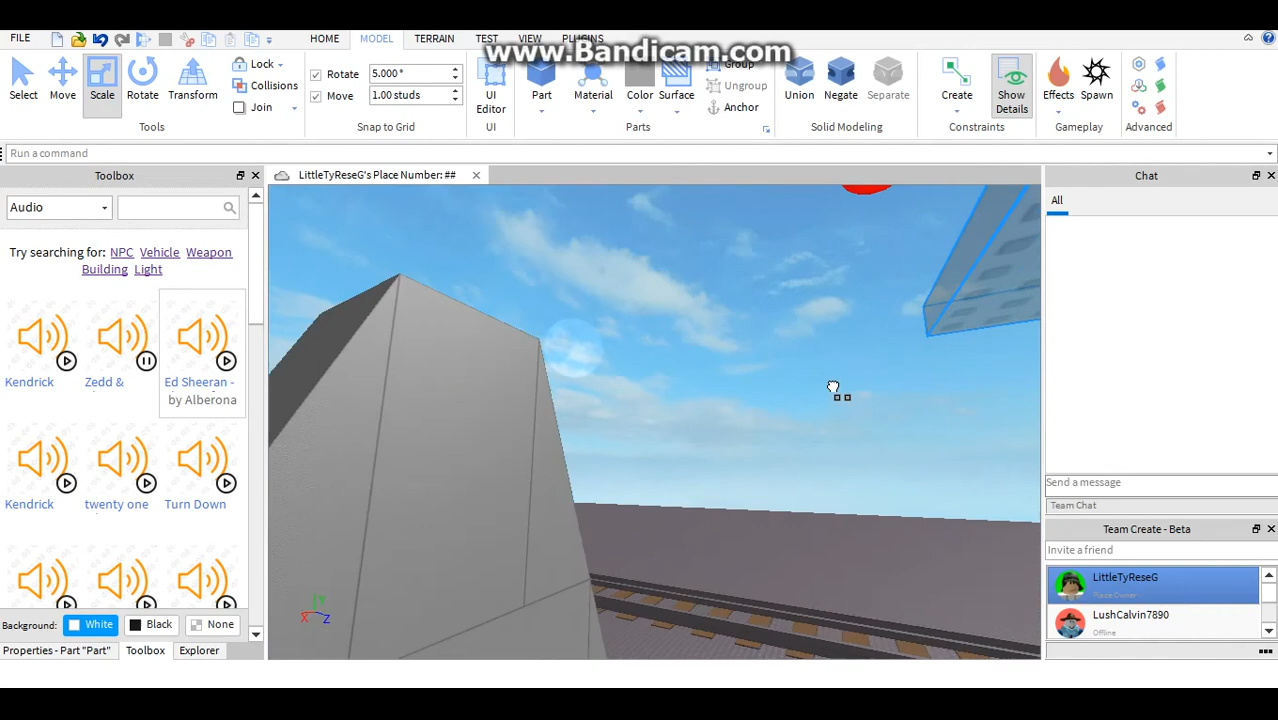 www.Bandicam.com
FILE
HOME MODEL TERRAIN TEST VIEW PLUGINS
Select Move Scale Rotate Transform
Lock
Collisions
Join
Tools
Rotate 5.000°
Move 1.00 studs
Snap to Grid
UI Editor
UI
Part Material Color Surface
Group
Ungroup
Anchor
Parts
Union Negate Separate
Solid Modeling
Create Show Details
Constraints
Effects Spawn
Gameplay
Advanced
Run a command
Toolbox
LittleTyReseG's Place Number: ##
Chat
Audio
All
Try searching for: NPC Vehicle Weapon
Building Light
Kendrick Zedd & Ed Sheeran -
by Alberona
Kendrick twenty one Turn Down
Send a message
Team Chat
Team Create - Beta
Invite a friend
LittleTyReseG
Place Owner
LushCalvin7890
Offline
Background: White Black None
Properties - Part "Part" Toolbox Explorer
X Y Z